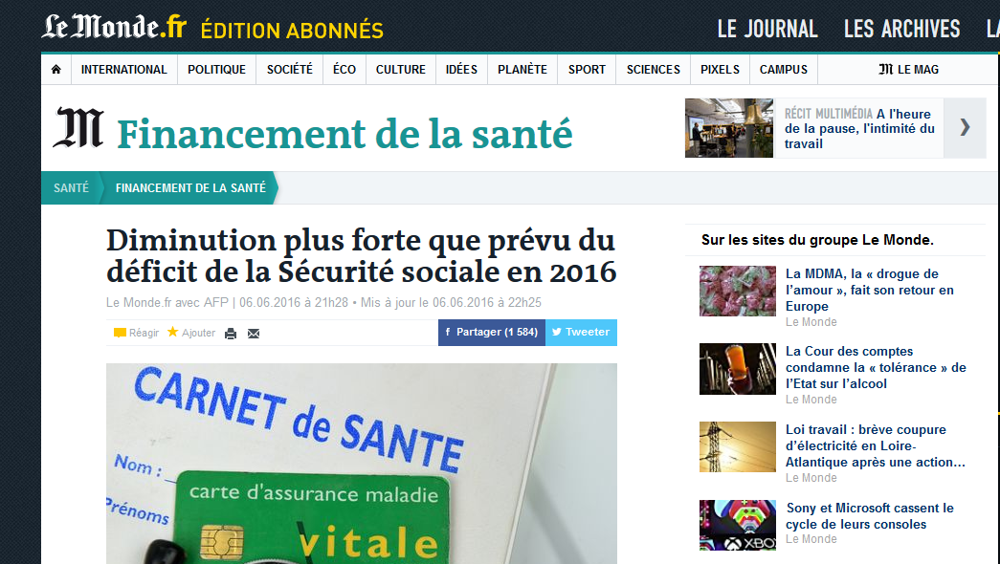 Le Monde.fr ÉDITION ABONNÉS
LE JOURNAL LES ARCHIVES
INTERNATIONAL POLITIQUE SOCIÉTÉ ÉCO CULTURE IDÉES PLANÈTE SPORT SCIENCES PIXELS CAMPUS M LE MAG
M Financement de la santé
RÉCIT MULTIMÉDIA A l'heure
de la pause, l'intimité du
travail
SANTÉ FINANCEMENT DE LA SANTÉ
Diminution plus forte que prévu du
déficit de la Sécurité sociale en 2016
Le Monde.fr avec AFP | 06.06.2016 à 21h28 • Mis à jour le 06.06.2016 à 22h25
Réagir Ajouter
f Partager (1 584) Tweeter
CARNET de SANTE
Nom :
Prénoms
carte d'assurance maladie
vitale
Sur les sites du groupe Le Monde.
La MDMA, la « drogue de
l'amour », fait son retour en
Europe
Le Monde
La Cour des comptes
condamne la « tolérance » de
l'Etat sur l'alcool
Le Monde
Loi travail : brève coupure
d'électricité en Loire-
Atlantique après une action...
Le Monde
XBO
Sony et Microsoft cassent le
cycle de leurs consoles
Le Monde